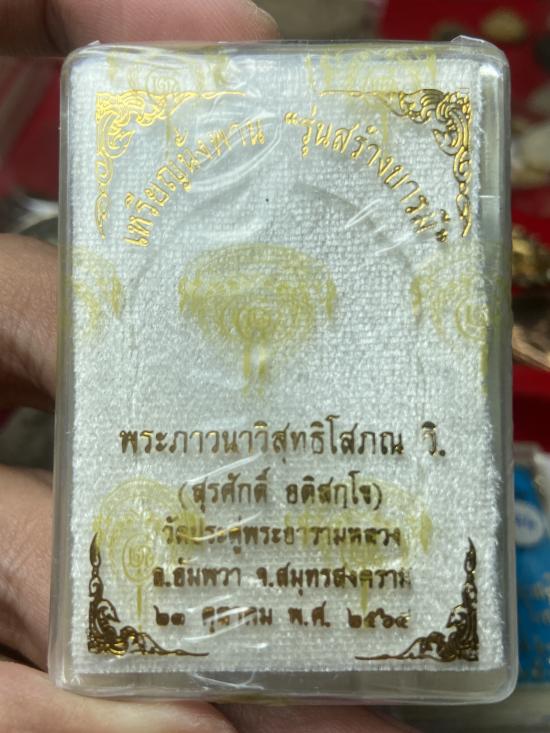 เหรียญนั่งพาน "รุ่นสร้างบารมี"
พระภาวนาวิสุทธิโสภณ วิ.
(สุรศักดิ์ อติสกฺโข)
วัดประดู่พระอารามหลวง
อ.อัมพวา จ.สมุทรสงคราม
๒๑ ตุลาคม พ.ศ. ๒๕๖๔